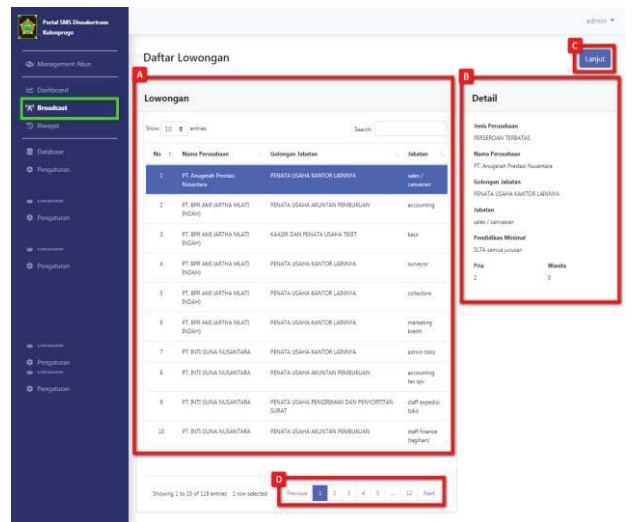 Portal SMS Disnakertrans
Kulonprogo
admin
Management Akun
Dashboard
Broadcast
Riwayat
Database
Pengaturan
Pengaturan
Pengaturan
Pengaturan
Pengaturan
Daftar Lowongan
C
Lanjut
A
Lowongan
Show 10 entries
Search:
No Nama Perusahaan Golongan Jabatan Jabatan
1 PT. Anugerah Prestasi Nusantara PENATA USAHA KANTOR LAINNYA sales / canvasser
2 PT. BPR AMI (ARTHA MLATI INDAH) PENATA USAHA AKUNTAN PEMBUKUAN accounting
3 PT. BPR AMI (ARTHA MLATI INDAH) KAASIR DAN PENATA USAHA TIKET kasir
4 PT. BPR AMI (ARTHA MLATI INDAH) PENATA USAHA KANTOR LAINNYA surveyor
5 PT. BPR AMI (ARTHA MLATI INDAH) PENATA USAHA KANTOR LAINNYA collectore
6 PT. BPR AMI (ARTHA MLATI INDAH) PENATA USAHA KANTOR LAINNYA marketing kredit
7 PT. INTI GUNA NUSANTARA PENATA USAHA KANTOR LAINNYA admin toko
8 PT. INTI GUNA NUSANTARA PENATA USAHA AKUNTAN PEMBUKUAN accounting tax spv
9 PT. INTI GUNA NUSANTARA PENATA USAHA PENGIRIMAN DAN PENYORTITAN SURAT staff expedisi toko
10 PT. INTI GUNA NUSANTARA PENATA USAHA AKUNTAN PEMBUKUAN staff finance (tagihan)
D
Showing 1 to 10 of 118 entries 1 row selected
Previous 1 2 3 4 5 ... 12 Next
B
Detail
Jenis Perusahaan
PERSEROAN TERBATAS
Nama Perusahaan
PT. Anugerah Prestasi Nusantara
Golongan Jabatan
PENATA USAHA KANTOR LAINNYA
Jabatan
sales / canvasser
Pendidikan Minimal
SLTA semua jurusan
Pria Wanita
2 0